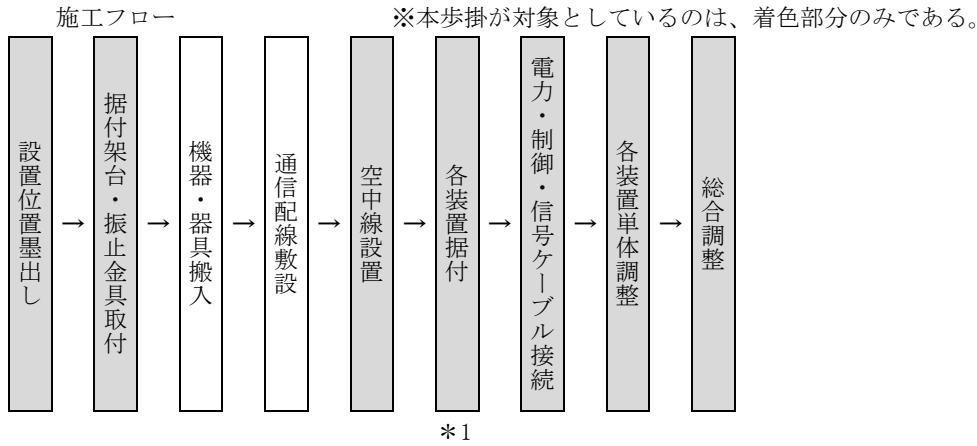 施工フロー
※本歩掛が対象としているのは、着色部分のみである。
設置位置墨出し
→
据付架台・振止金具取付
→
機器・器具搬入
→
通信配線敷設
→
空中線設置
→
各装置据付
→
電力・制御・信号ケーブル接続
→
各装置単体調整
→
総合調整
＊1